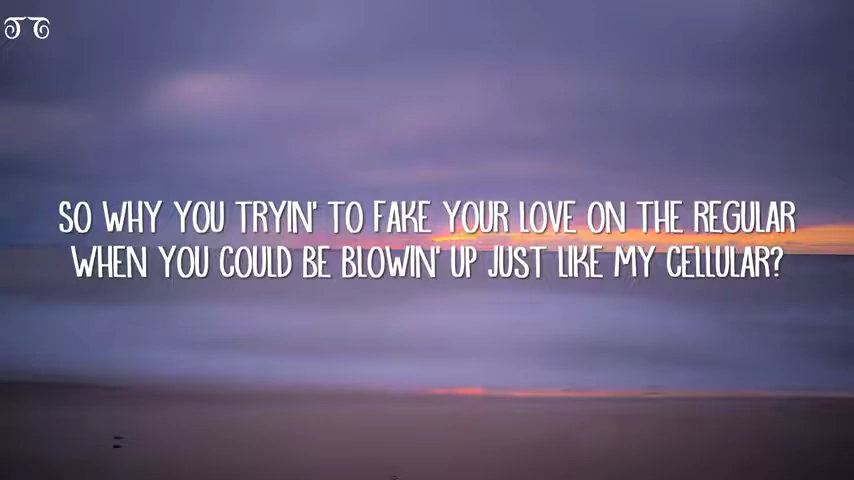 SO WHY YOU TRYIN' TO FAKE YOUR LOVE ON THE REGULAR
WHEN YOU COULD BE BLOWIN' UP JUST LIKE MY CELLULAR?